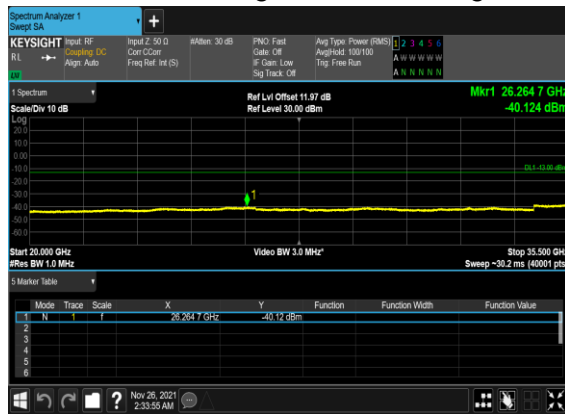 Spectrum Analyzer 1
Swept SA
KEYSIGHT
RL
LW
Input: RF
Coupling: DC
Align: Auto
Input Z: 50 Ω
Corr CCorr
Freq Ref: Int (S)
#Atten: 30 dB
PNO: Fast
Gate: Off
IF Gain: Low
Sig Track: Off
Avg Type: Power (RMS)
Avg|Hold: 100/100
Trig: Free Run
1 2 3 4 5 6
A W W W W W
A N N N N N
1 Spectrum
Scale/Div 10 dB
Ref Lvl Offset 11.97 dB
Ref Level 30.00 dBm
Mkr1 26.264 7 GHz
-40.124 dBm
Log
20.0
10.0
0.00
-10.0
-20.0
-30.0
-40.0
-50.0
-60.0
DL1 -13.00 dBm
1
Start 20.000 GHz
#Res BW 1.0 MHz
Video BW 3.0 MHz*
Stop 35.500 GHz
Sweep ~30.2 ms (40001 pts)
5 Marker Table
Mode Trace Scale X Y Function Function Width Function Value
1 N 1 f 26.264 7 GHz -40.12 dBm
2
3
4
5
6
Nov 26, 2021
2:33:55 AM